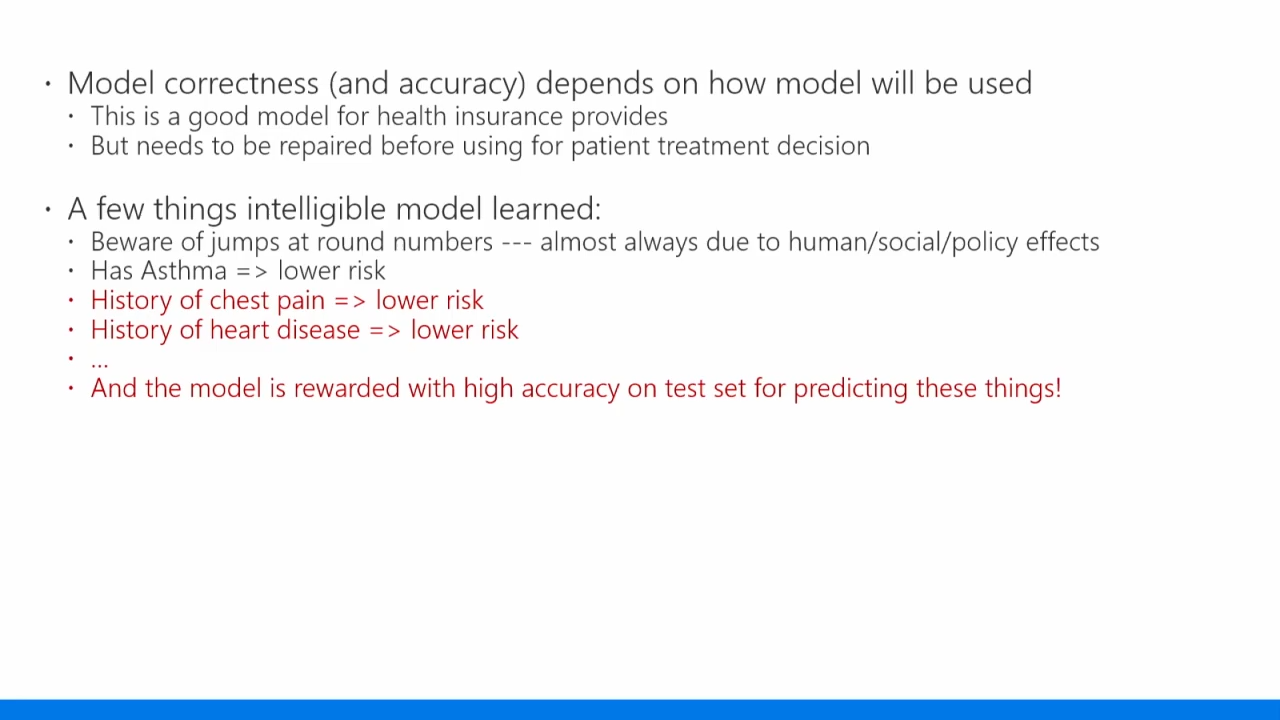 · Model correctness (and accuracy) depends on how model will be used
· This is a good model for health insurance provides
· But needs to be repaired before using for patient treatment decision
· A few things intelligible model learned:
· Beware of jumps at round numbers --- almost always due to human/social/policy effects
· Has Asthma => lower risk
· History of chest pain => lower risk
· History of heart disease => lower risk
· ...
· And the model is rewarded with high accuracy on test set for predicting these things!